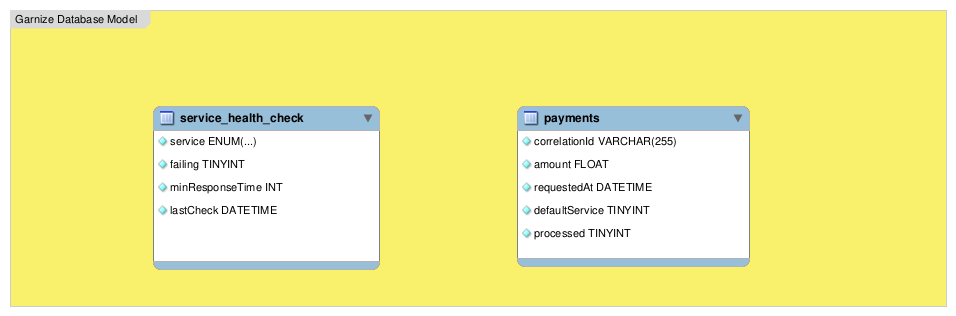 Garnize Database Model
service_health_check
service ENUM(...)
failing TINYINT
minResponseTime INT
lastCheck DATETIME
payments
correlationId VARCHAR(255)
amount FLOAT
requestedAt DATETIME
defaultService TINYINT
processed TINYINT